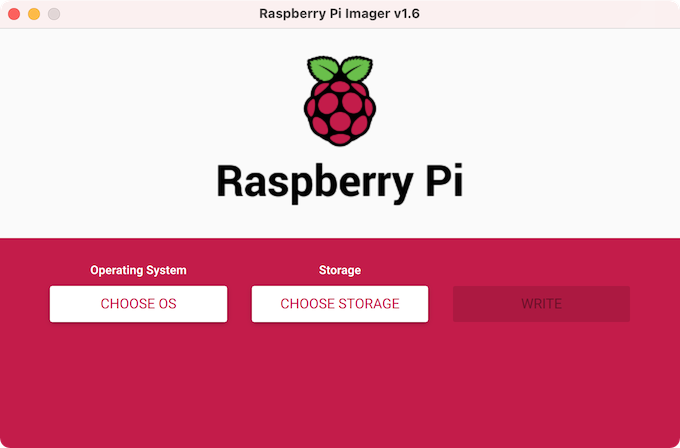 Raspberry Pi Imager v1.6
Raspberry Pi
Operating System
Storage
CHOOSE OS
CHOOSE STORAGE
WRITE